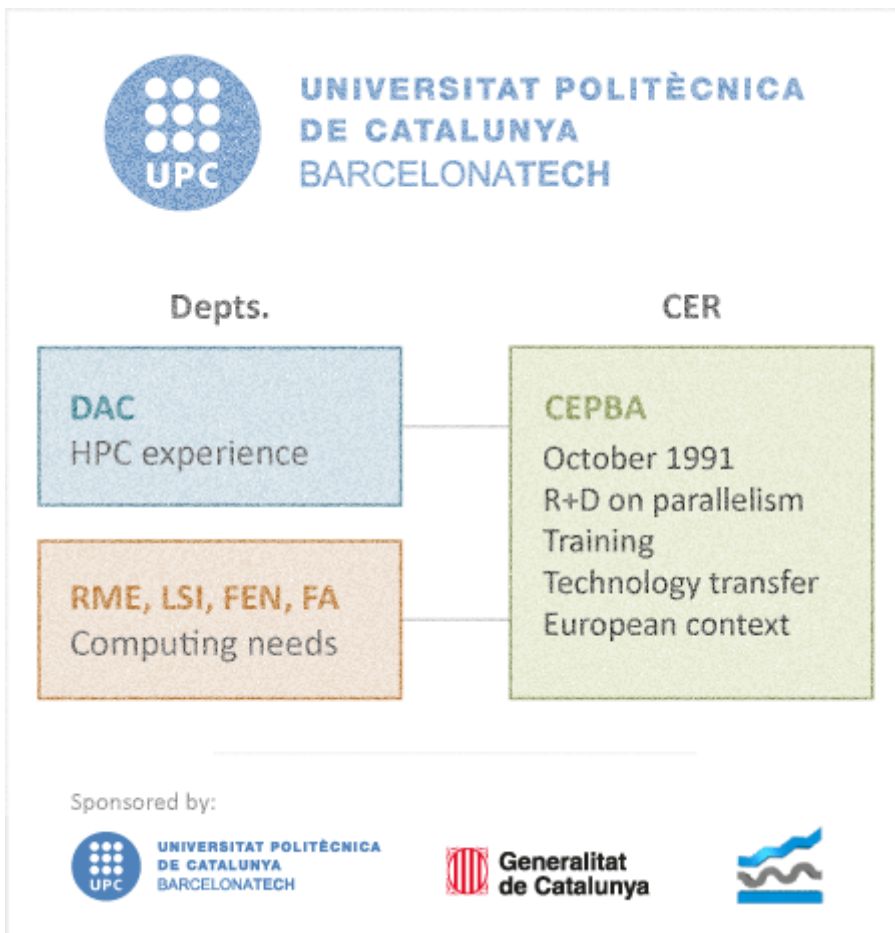 UPC
UNIVERSITAT POLITÈCNICA
DE CATALUNYA
BARCELONATECH
Depts.
DAC
HPC experience
RME, LSI, FEN, FA
Computing needs
CER
CEPBA
October 1991
R+D on parallelism
Training
Technology transfer
European context
Sponsored by:
UPC
UNIVERSITAT POLITÈCNICA
DE CATALUNYA
BARCELONATECH
Generalitat
de Catalunya